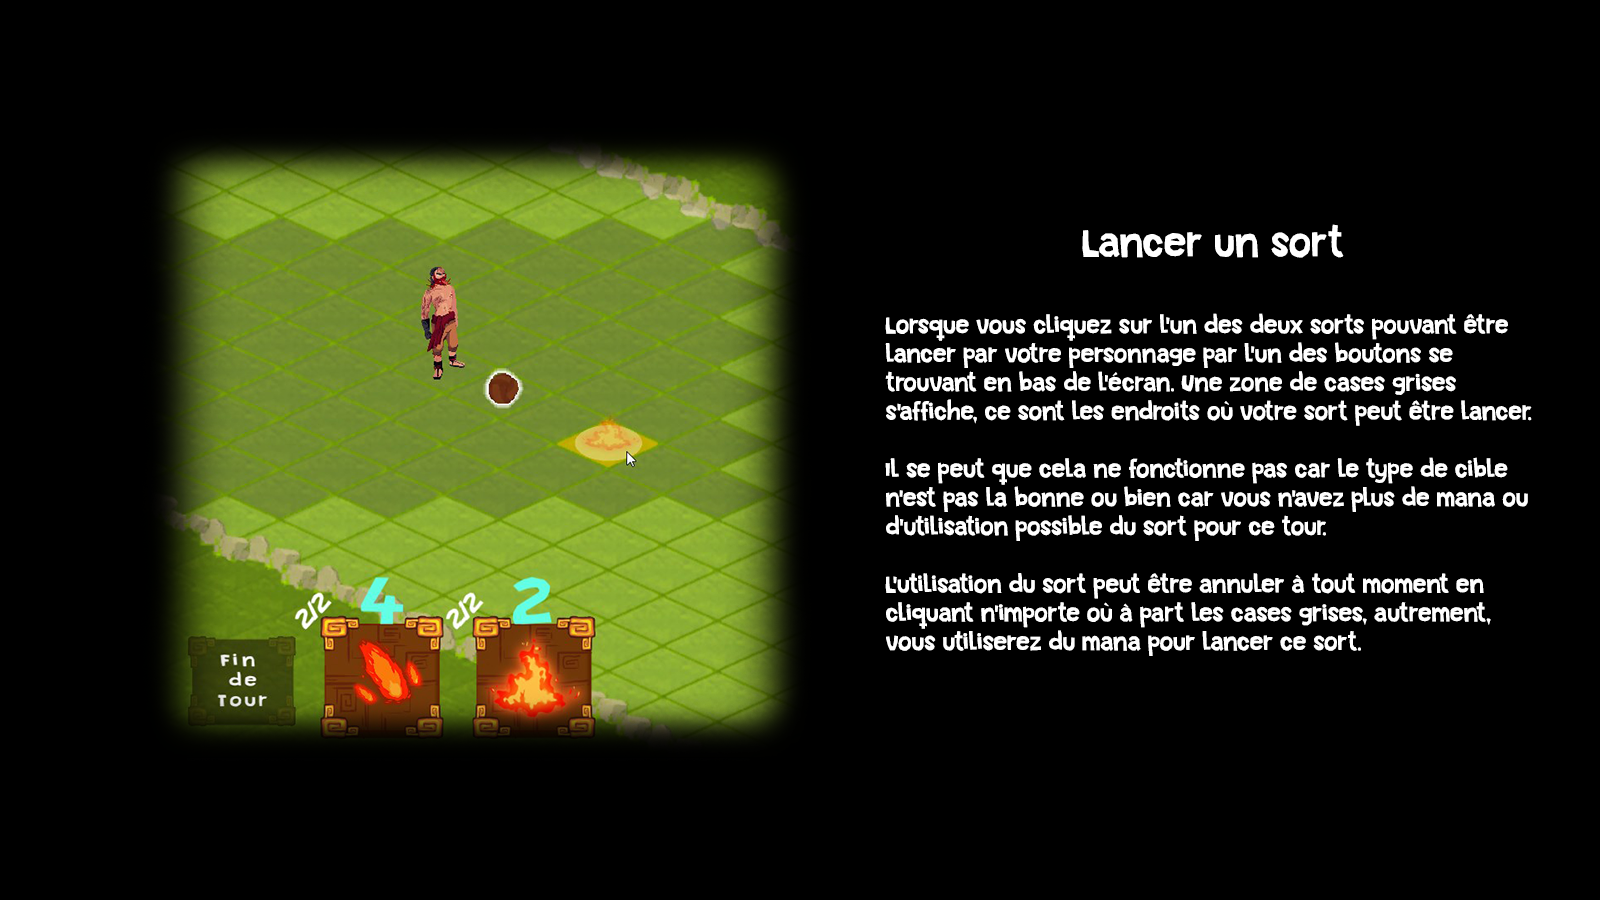 Lancer un sort
Lorsque vous cliquez sur l'un des deux sorts pouvant être
lancer par votre personnage par l'un des boutons se
trouvant en bas de l'écran. Une zone de cases grises
s'affiche, ce sont les endroits où votre sort peut être lancer.
Il se peut que cela ne fonctionne pas car le type de cible
n'est pas la bonne ou bien car vous n'avez plus de mana ou
d'utilisation possible du sort pour ce tour.
L'utilisation du sort peut être annuler à tout moment en
cliquant n'importe où à part les cases grises, autrement,
vous utiliserez du mana pour lancer ce sort.
2/2
4
2/2
2
Fin
de
Tour